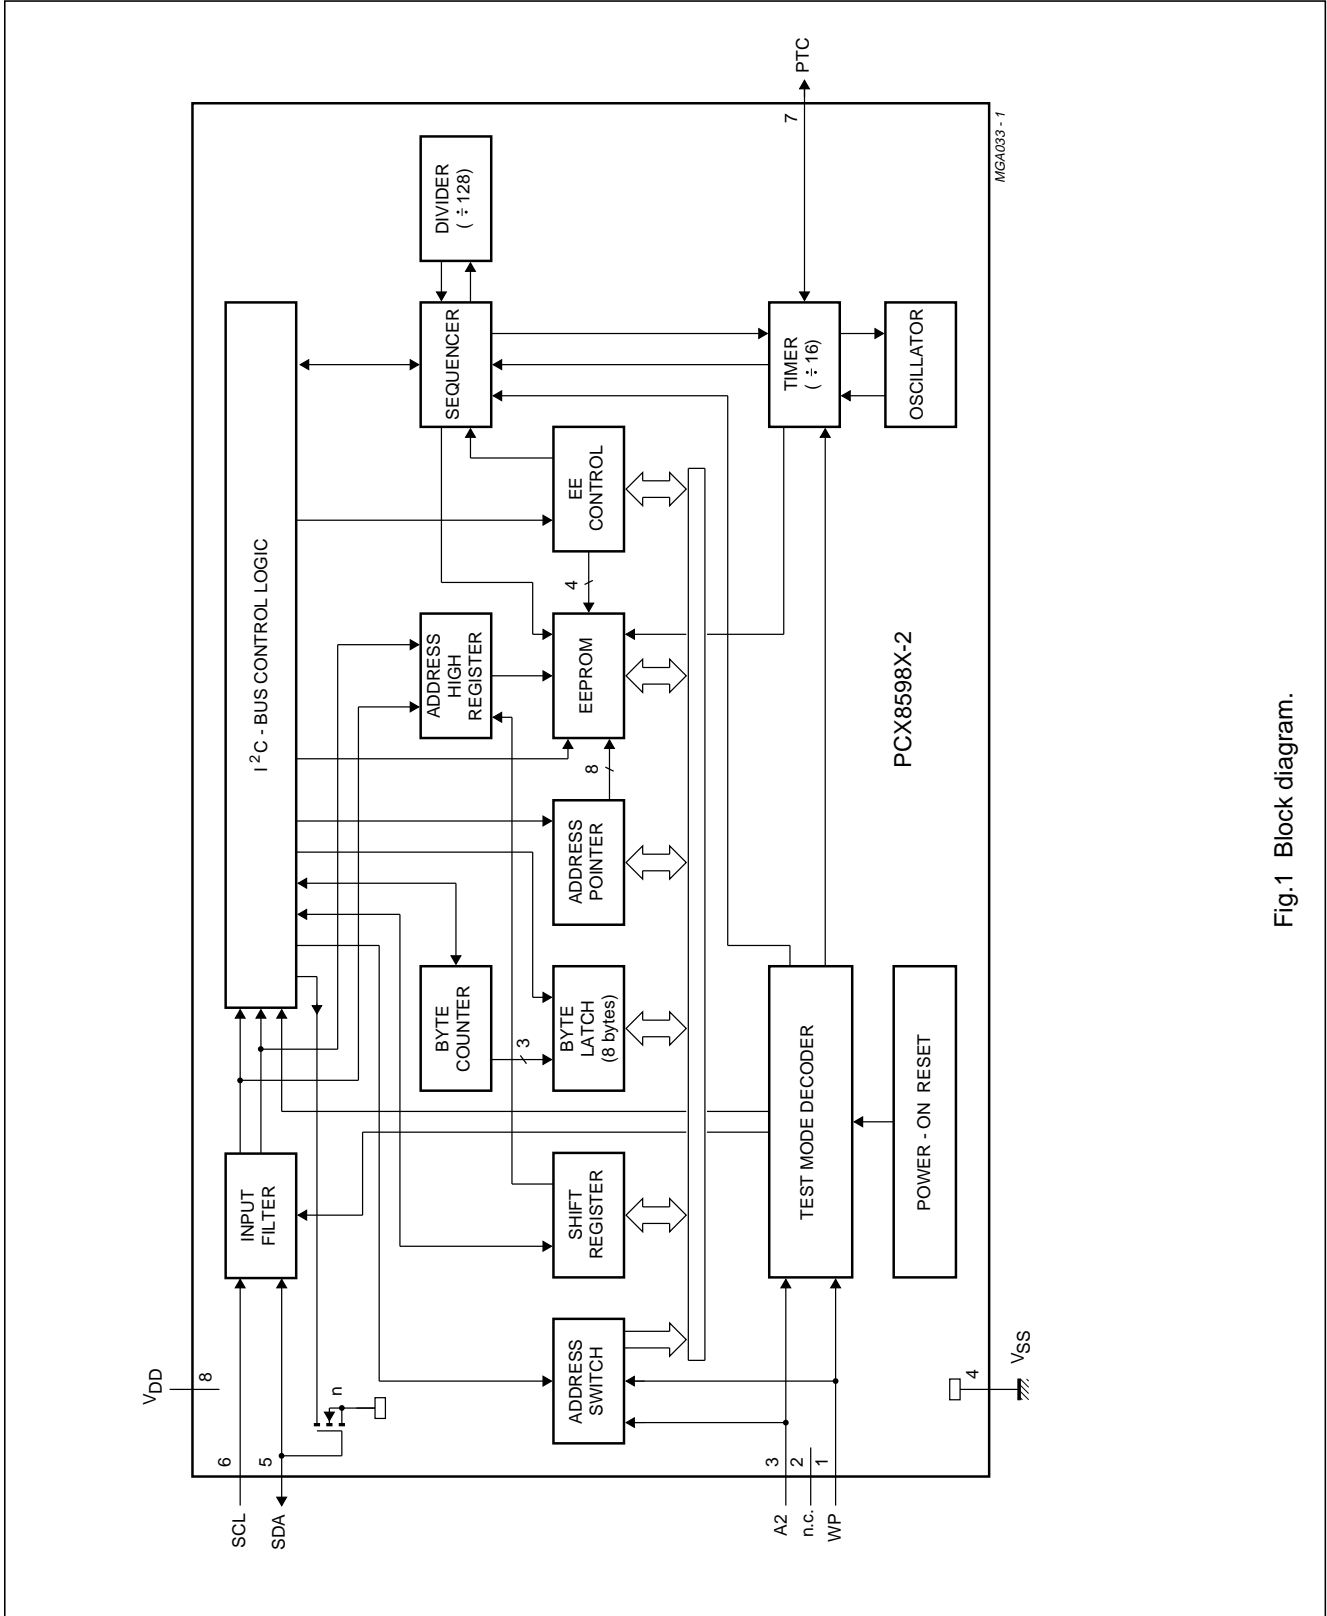 VDD
8
SCL
6
SDA
5
n
INPUT
FILTER
I2C - BUS CONTROL LOGIC
BYTE
COUNTER
3
ADDRESS
HIGH
REGISTER
SEQUENCER
DIVIDER
( ÷ 128)
ADDRESS
SWITCH
SHIFT
REGISTER
BYTE
LATCH
(8 bytes)
ADDRESS
POINTER
8
EEPROM
4
EE
CONTROL
A2
3
n.c.
2
WP
1
TEST MODE DECODER
POWER - ON RESET
PCX8598X-2
TIMER
( ÷ 16)
OSCILLATOR
7
PTC
4
VSS
MGA033 - 1
Fig.1 Block diagram.